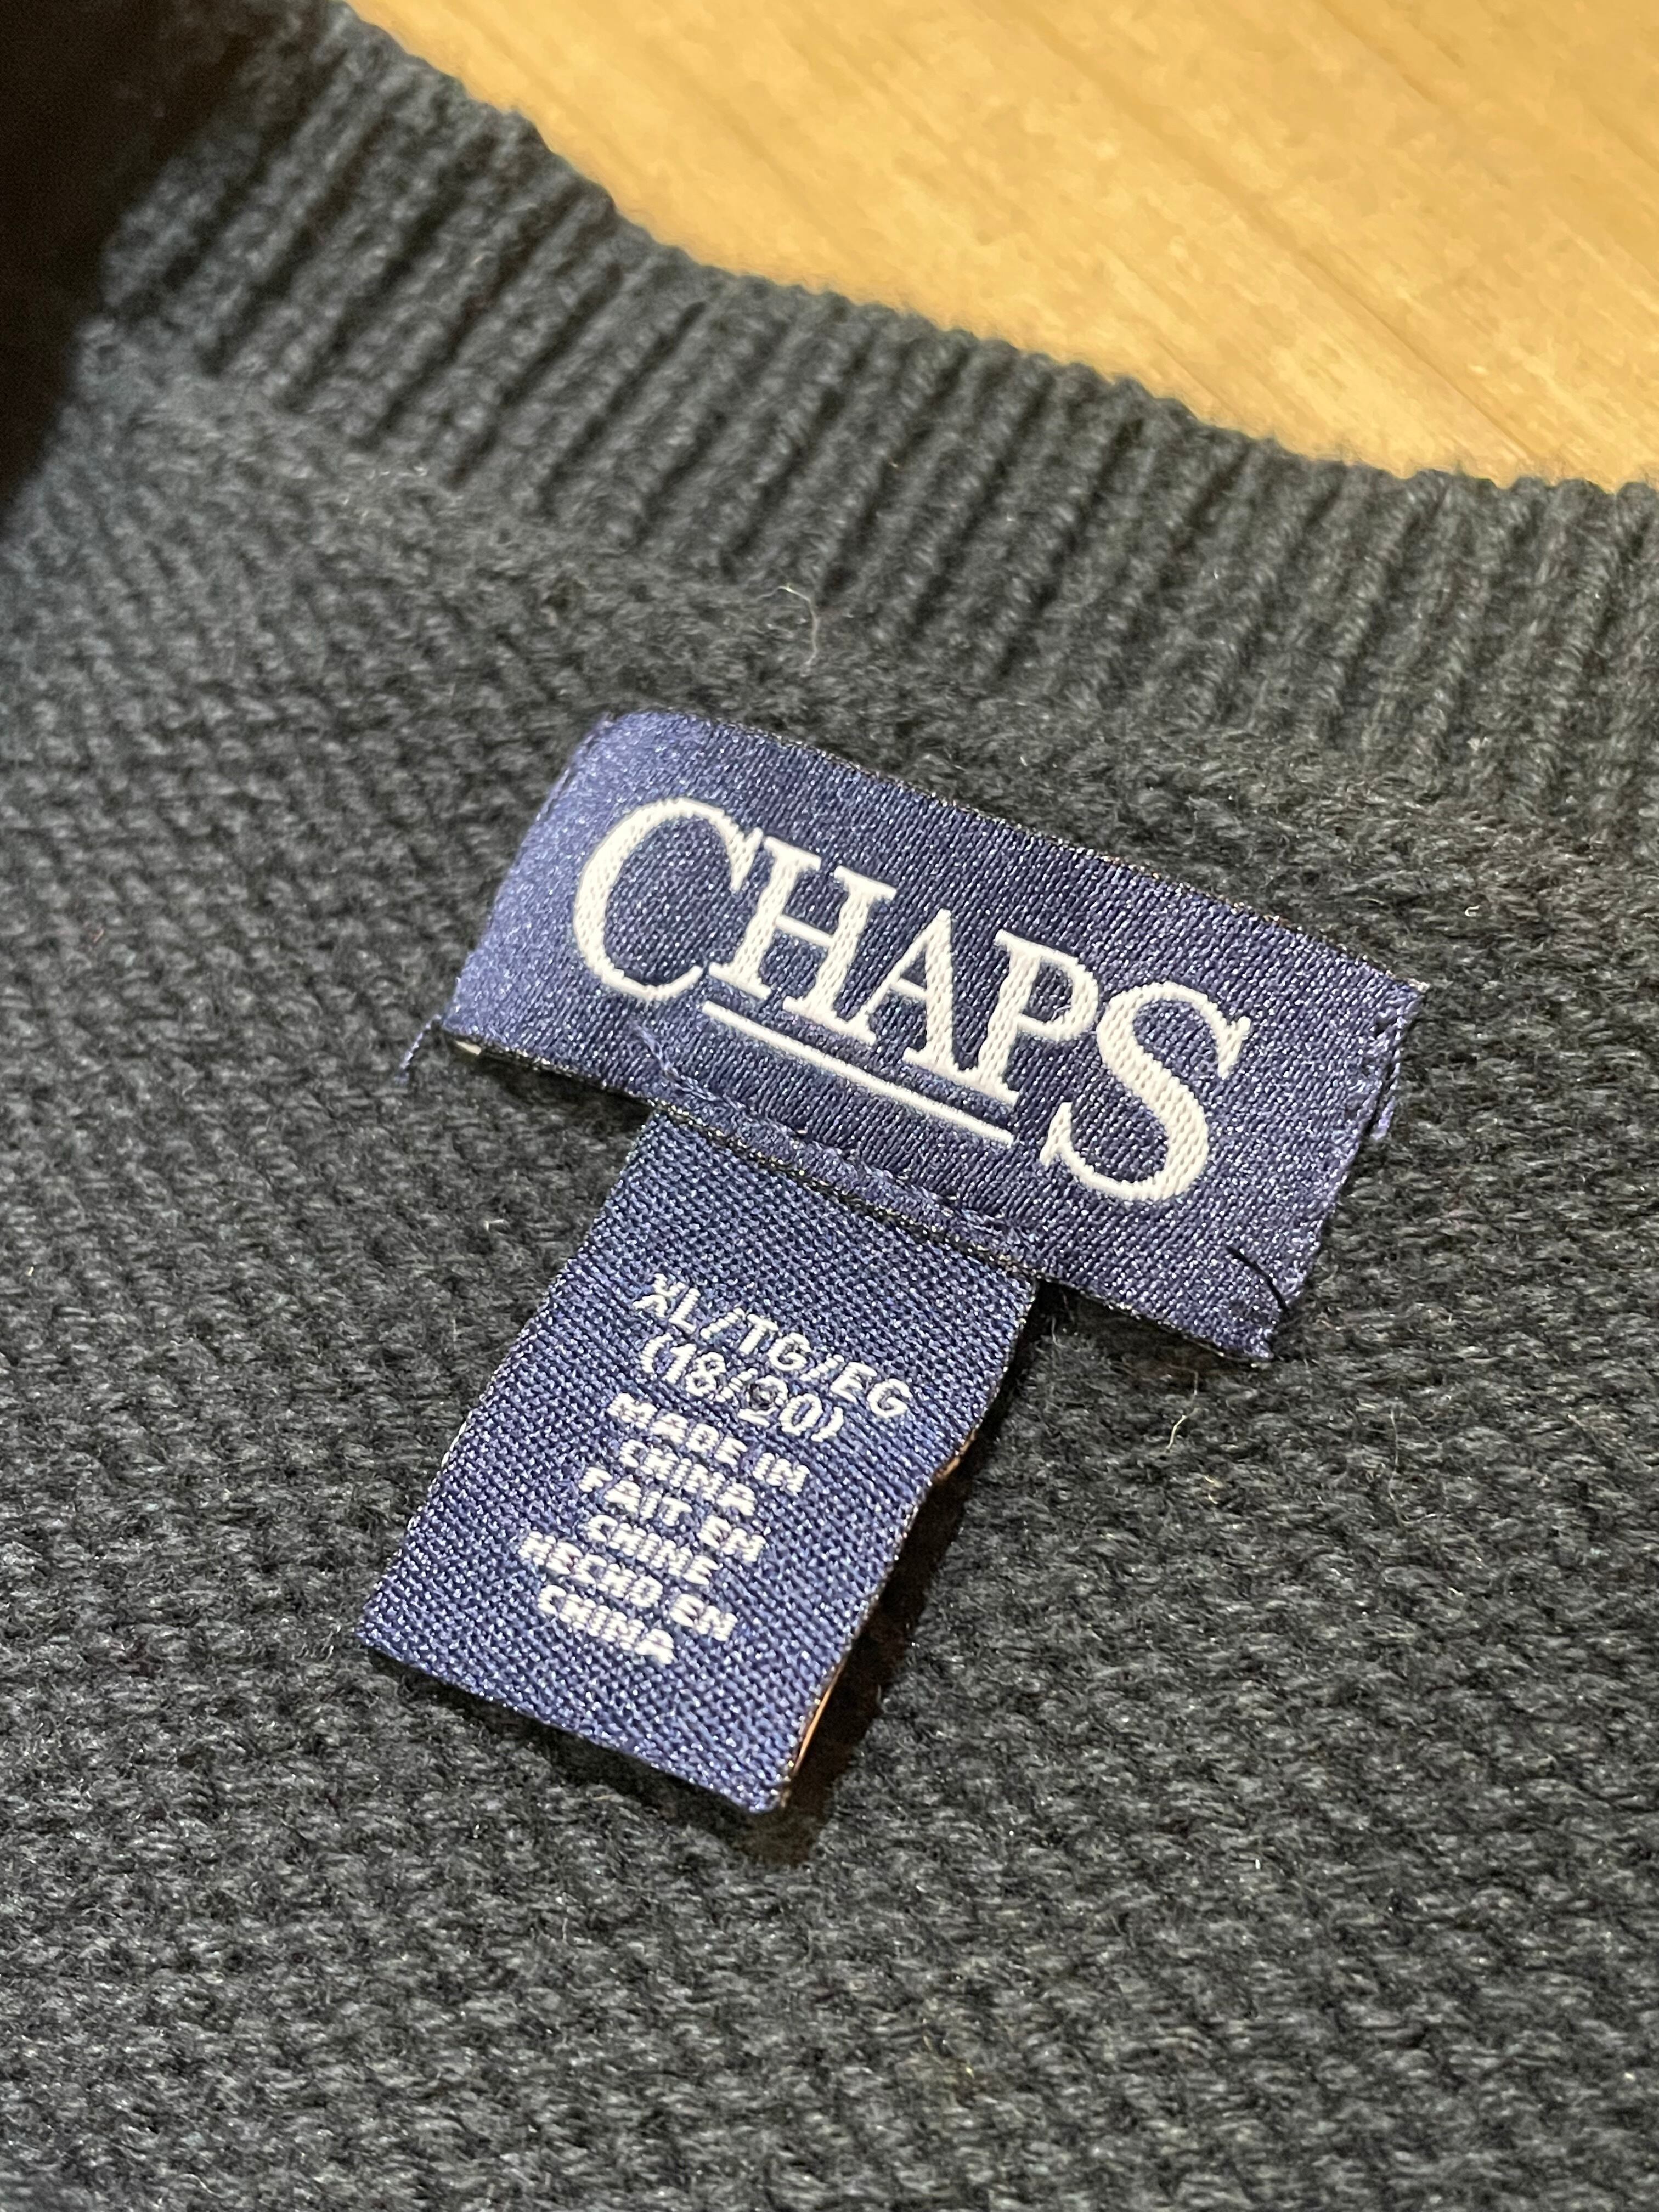 CHAPS
XL/TG/EG
(18/20)
MADE IN
CHINA
FAIT EN
CHINE
HECHO EN
CHINA